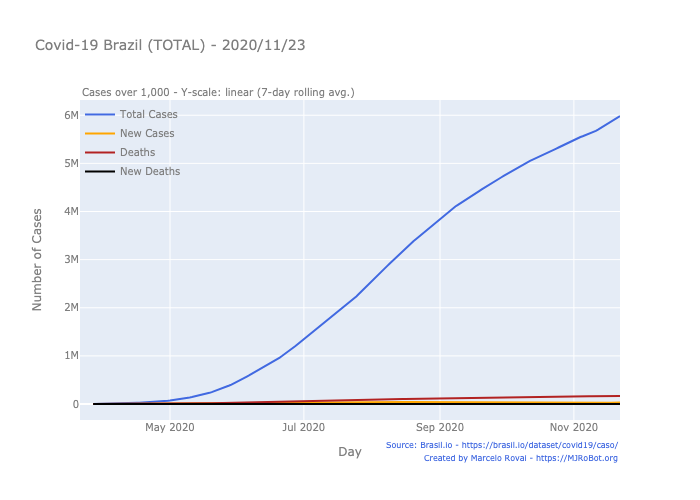 Covid-19 Brazil (TOTAL) - 2020/11/23
Cases over 1,000 - Y-scale: linear (7-day rolling avg.)
6M
5M
4M
3M
2M
1M
0
Number of Cases
Total Cases
New Cases
Deaths
New Deaths
May 2020
Jul 2020
Sep 2020
Nov 2020
Day
Source: Brasil.io - https://brasil.io/dataset/covid19/caso/
Created by Marcelo Rovai - https://MJRoBot.org